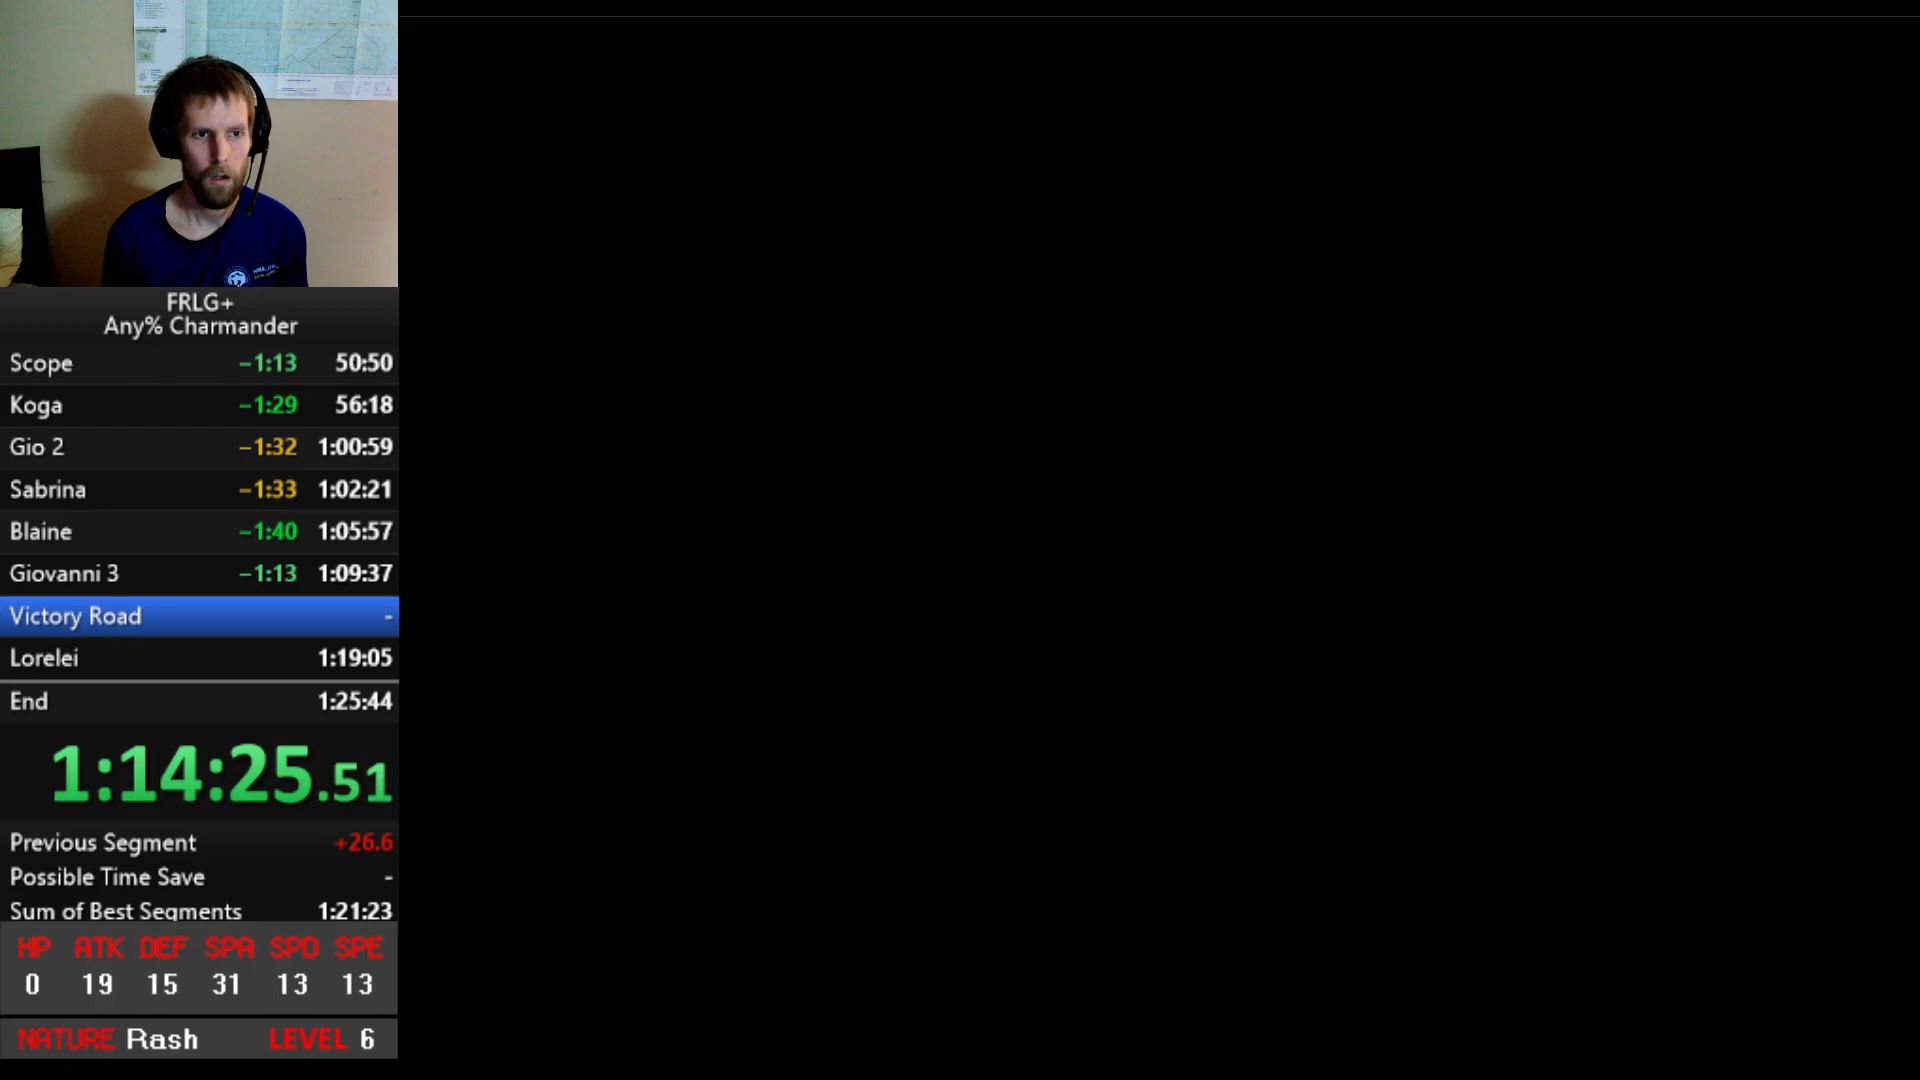 FRLG+
Any% Charmander
Scope -1:13 50:50
Koga -1:29 56:18
Gio 2 -1:32 1:00:59
Sabrina -1:33 1:02:21
Blaine -1:40 1:05:57
Giovanni 3 -1:13 1:09:37
Victory Road -
Lorelei 1:19:05
End 1:25:44
1:14:25.51
Previous Segment +26.6
Possible Time Save -
Sum of Best Segments 1:21:23
HP ATK DEF SPA SPD SPE
0 19 15 31 13 13
NATURE Rash LEVEL 6